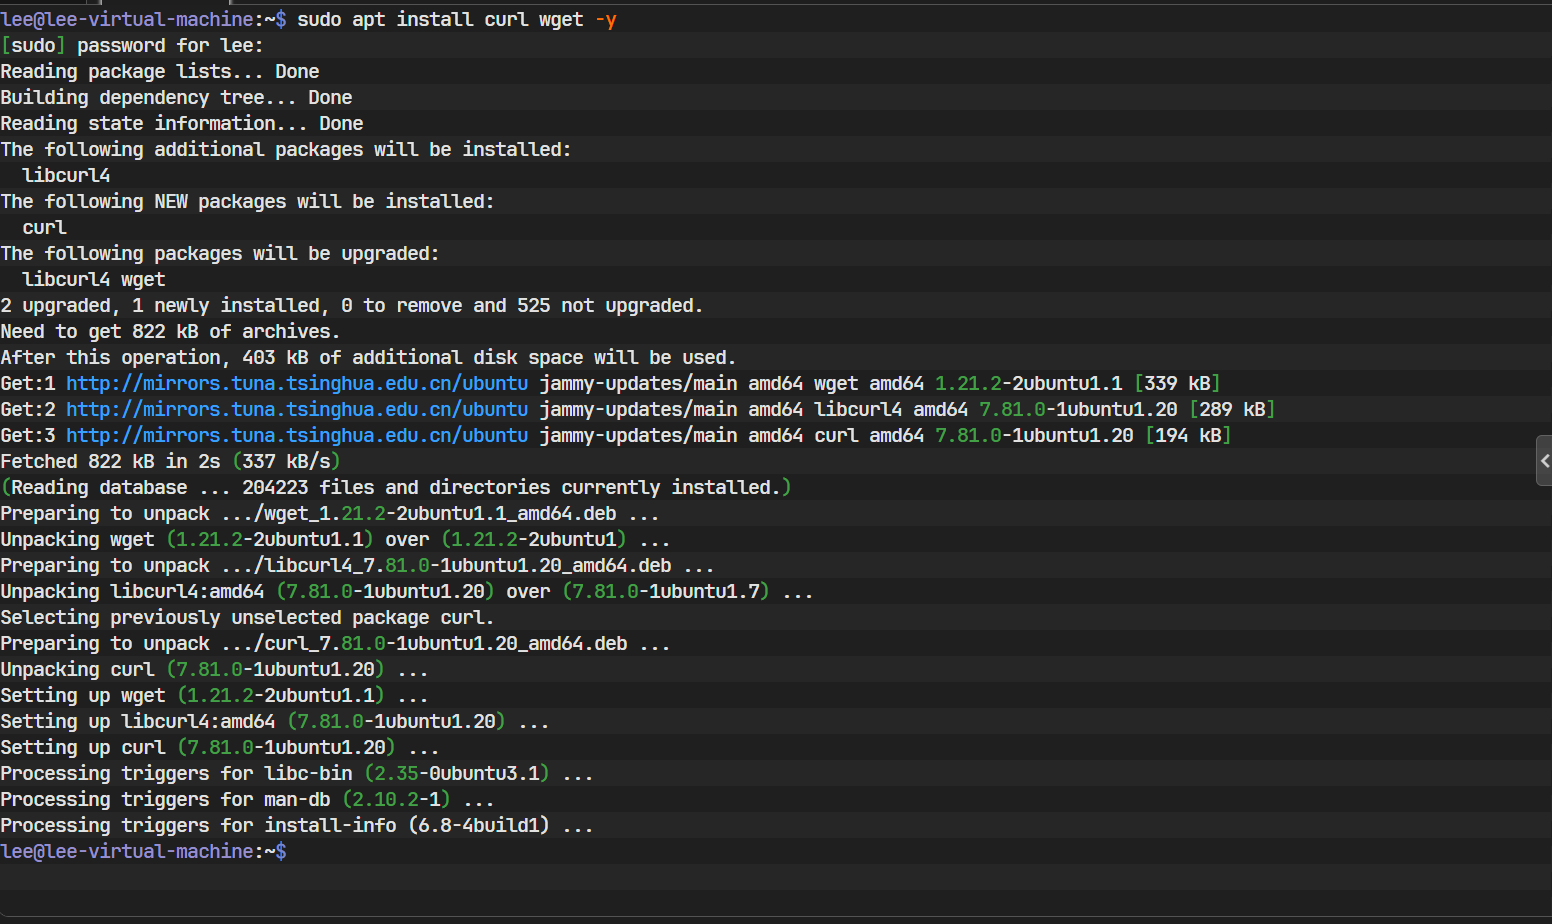 lee@lee-virtual-machine:~$ sudo apt install curl wget -y
[sudo] password for lee:
Reading package lists... Done
Building dependency tree... Done
Reading state information... Done
The following additional packages will be installed:
  libcurl4
The following NEW packages will be installed:
  curl
The following packages will be upgraded:
  libcurl4 wget
2 upgraded, 1 newly installed, 0 to remove and 525 not upgraded.
Need to get 822 kB of archives.
After this operation, 403 kB of additional disk space will be used.
Get:1 http://mirrors.tuna.tsinghua.edu.cn/ubuntu jammy-updates/main amd64 wget amd64 1.21.2-2ubuntu1.1 [339 kB]
Get:2 http://mirrors.tuna.tsinghua.edu.cn/ubuntu jammy-updates/main amd64 libcurl4 amd64 7.81.0-1ubuntu1.20 [289 kB]
Get:3 http://mirrors.tuna.tsinghua.edu.cn/ubuntu jammy-updates/main amd64 curl amd64 7.81.0-1ubuntu1.20 [194 kB]
Fetched 822 kB in 2s (337 kB/s)
(Reading database ... 204223 files and directories currently installed.)
Preparing to unpack .../wget_1.21.2-2ubuntu1.1_amd64.deb ...
Unpacking wget (1.21.2-2ubuntu1.1) over (1.21.2-2ubuntu1) ...
Preparing to unpack .../libcurl4_7.81.0-1ubuntu1.20_amd64.deb ...
Unpacking libcurl4:amd64 (7.81.0-1ubuntu1.20) over (7.81.0-1ubuntu1.7) ...
Selecting previously unselected package curl.
Preparing to unpack .../curl_7.81.0-1ubuntu1.20_amd64.deb ...
Unpacking curl (7.81.0-1ubuntu1.20) ...
Setting up wget (1.21.2-2ubuntu1.1) ...
Setting up libcurl4:amd64 (7.81.0-1ubuntu1.20) ...
Setting up curl (7.81.0-1ubuntu1.20) ...
Processing triggers for libc-bin (2.35-0ubuntu3.1) ...
Processing triggers for man-db (2.10.2-1) ...
Processing triggers for install-info (6.8-4build1) ...
lee@lee-virtual-machine:~$